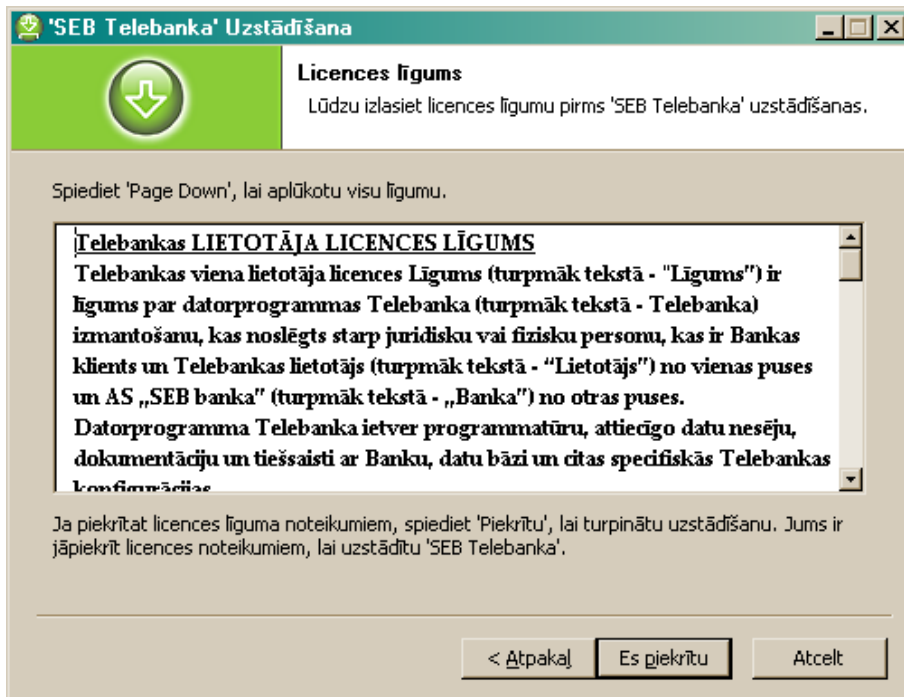 'SEB Telebanka' Uzstādīšana
Licences līgums
Lūdzu izlasiet licences līgumu pirms 'SEB Telebanka' uzstādīšanas.
Spiediet 'Page Down', lai aplūkotu visu līgumu.
Telebankas LIETOTĀJA LICENCES LĪGUMS
Telebankas viena lietotāja licences Līgums (turpmāk tekstā - "Līgums") ir
līgums par datorprogrammas Telebanka (turpmāk tekstā - Telebanka)
izmantošanu, kas noslēgts starp juridisku vai fizisku personu, kas ir Bankas
klients un Telebankas lietotājs (turpmāk tekstā - “Lietotājs”) no vienas puses
un AS „SEB banka” (turpmāk tekstā - „Banka”) no otras puses.
Datorprogramma Telebanka ietver programmatūru, attiecīgo datu nesēju,
dokumentāciju un tiešsaisti ar Banku, datu bāzi un citas specifiskās Telebankas
konfigurācijas
Ja piekrītat licences līguma noteikumiem, spiediet 'Piekrītu', lai turpinātu uzstādīšanu. Jums ir
jāpiekrīt licences noteikumiem, lai uzstādītu 'SEB Telebanka'.
< Atpakaļ Es piekrītu Atcelt